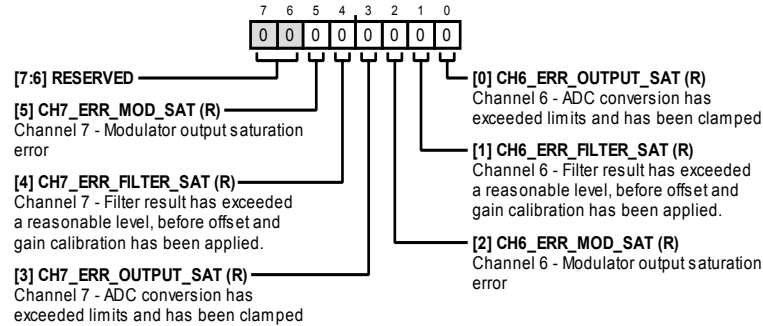 7 6 5 4 3 2 1 0
0 0 0 0 0 0 0 0
[7:6] RESERVED
[5] CH7_ERR_MOD_SAT (R)
Channel 7 - Modulator output saturation
error
[4] CH7_ERR_FILTER_SAT (R)
Channel 7 - Filter result has exceeded
a reasonable level, before offset and
gain calibration has been applied.
[3] CH7_ERR_OUTPUT_SAT (R)
Channel 7 - ADC conversion has
exceeded limits and has been clamped
[0] CH6_ERR_OUTPUT_SAT (R)
Channel 6 - ADC conversion has
exceeded limits and has been clamped
[1] CH6_ERR_FILTER_SAT (R)
Channel 6 - Filter result has exceeded
a reasonable level, before offset and
gain calibration has been applied.
[2] CH6_ERR_MOD_SAT (R)
Channel 6 - Modulator output saturation
error